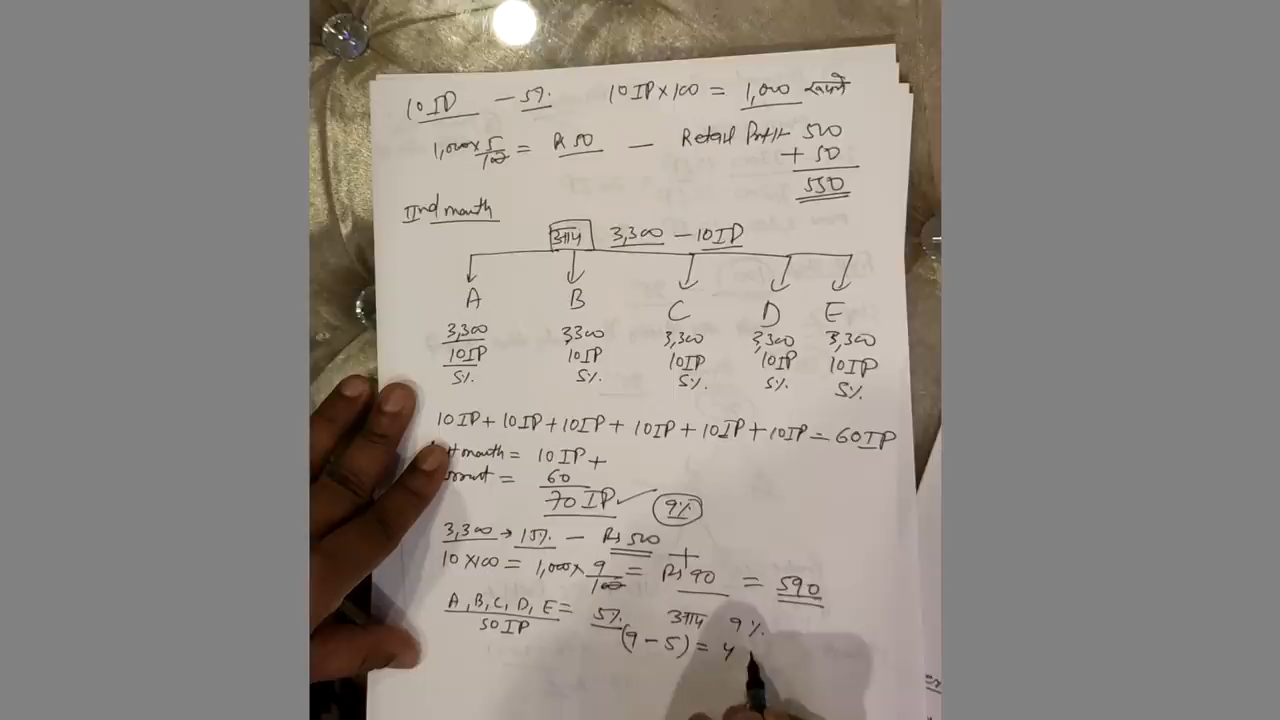 10 IP — 5% 10 IP × 100 = 1,000 रुपये
1,000 × 5/100 = Rs 50 — Retail Profit 500
+ 50
550
IInd month
आप 3,300 — 10 IP
A B C D E
3,300 3,300 3,300 3,300 3,300
10 IP 10 IP 10 IP 10 IP 10 IP
5% 5% 5% 5% 5%
10 IP + 10 IP + 10 IP + 10 IP + 10 IP + 10 IP = 60 IP
month = 10 IP +
= 60
70 IP ✓ 9%
3,300 → 15% — Rs 500
+
10 × 100 = 1,000 × 9/100 = Rs 90 = 590
A, B, C, D, E = 5% आप 9%
50 IP (9 – 5) = 4